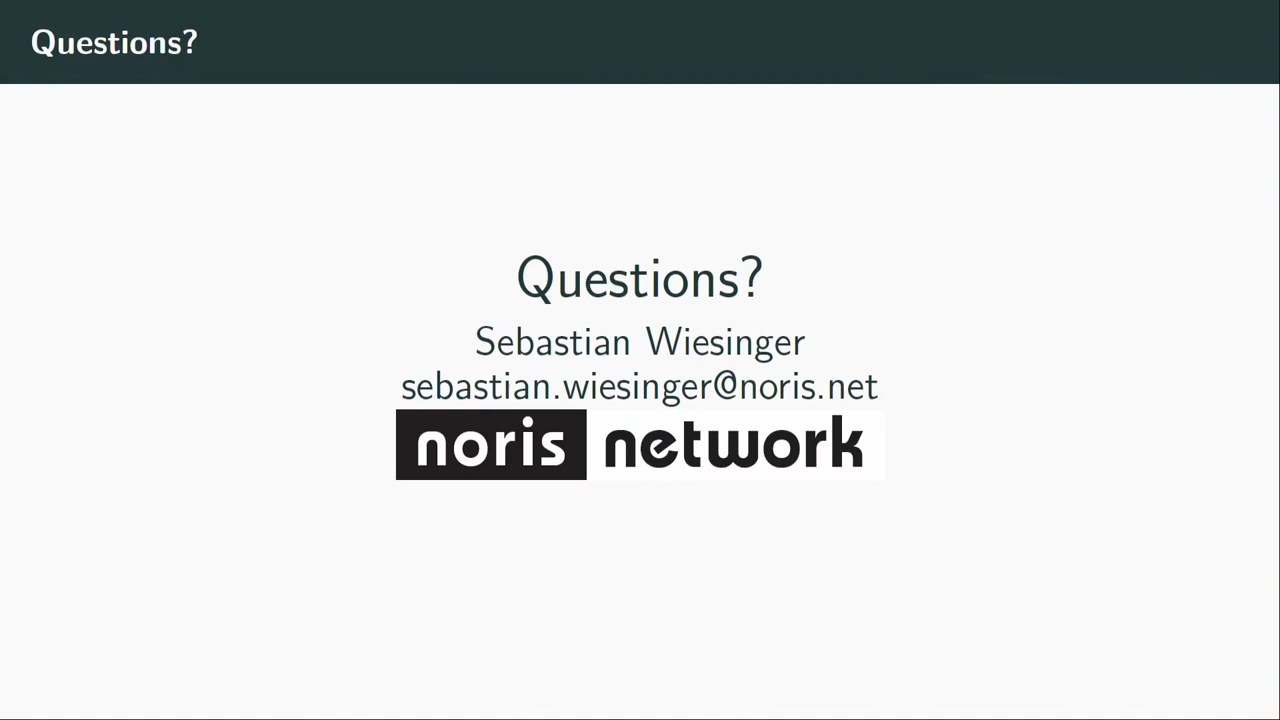 Questions?
Questions?
Sebastian Wiesinger
sebastian.wiesinger@noris.net
noris network